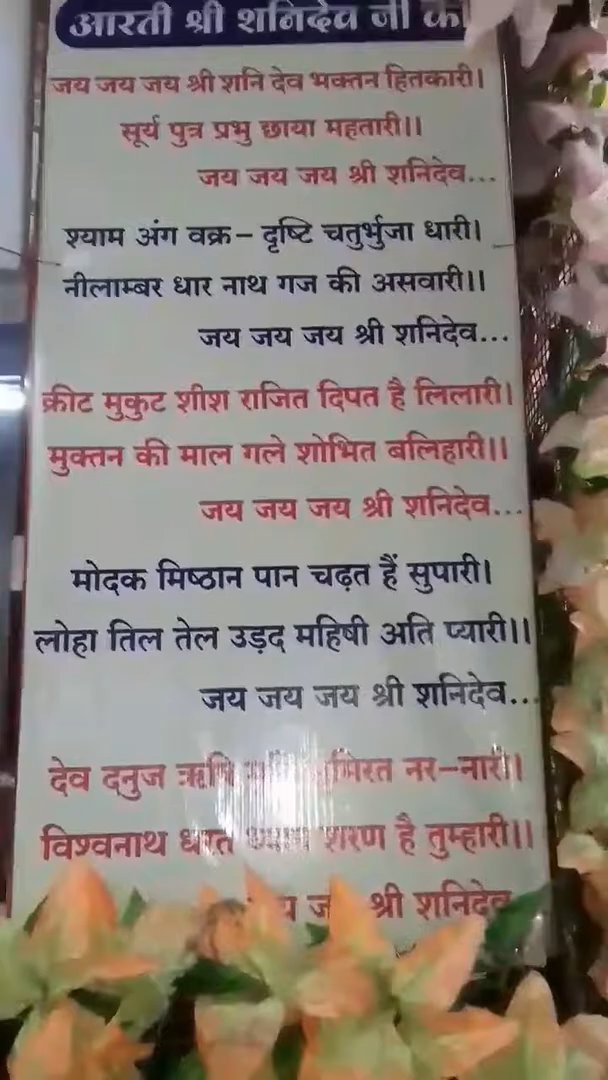 आरती श्री शनिदेव जी की
जय जय जय श्री शनि देव भक्तन हितकारी।
सूर्य पुत्र प्रभु छाया महतारी।।
जय जय जय श्री शनिदेव...
श्याम अंग वक्र – दृष्टि चतुर्भुजा धारी।
नीलाम्बर धार नाथ गज की असवारी।।
जय जय जय श्री शनिदेव...
क्रीट मुकुट शीश राजित दिपत है लिलारी।
मुक्तन की माल गले शोभित बलिहारी।।
जय जय जय श्री शनिदेव...
मोदक मिष्ठान पान चढ़त हैं सुपारी।
लोहा तिल तेल उड़द महिषी अति प्यारी।।
जय जय जय श्री शनिदेव...
देव दनुज ऋषि नर–नारी।
विश्वनाथ धरत शरण है तुम्हारी।।
श्री शनिदेव